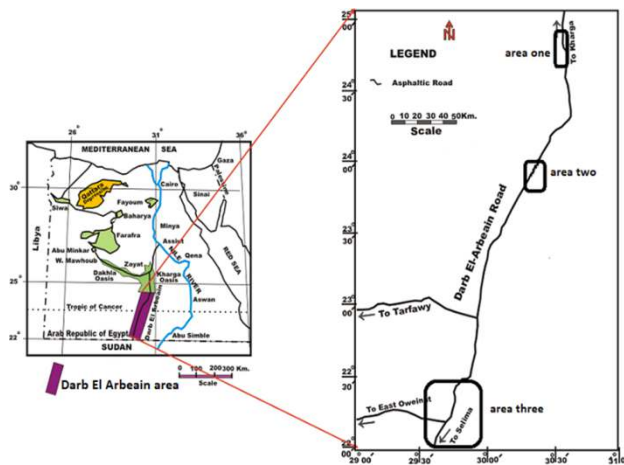 26
31
36
MEDITERRANEAN SEA
Gaza
Palestine
30
Qattara
Cairo
Sinai
Siwa
Fayoum
Baharya
Minya
Libya
Farafra
Assiut
Abu Minkar
W. Mawhoub
Zayat
Qena
NILE RIVER
RED SEA
Dakhla Oasis
Kharga Oasis
25
Aswan
Tropic of Cancer
Darb El Arbeain
Arab Republic of Egypt
Abu Simble
22
SUDAN
0 100 200 300 Km.
Scale
Darb El Arbeain area
25 00
N
To Kharga
area one
LEGEND
Asphaltic Road
24 30
0 10 20 30 40 50Km.
Scale
24 00
area two
23 30
Darb El-Arbeain Road
23 00
To Tarfawy
22 30
To East Oweinat
To Selima
area three
22 00
29 00
29 30
30 00
30 30
31 00